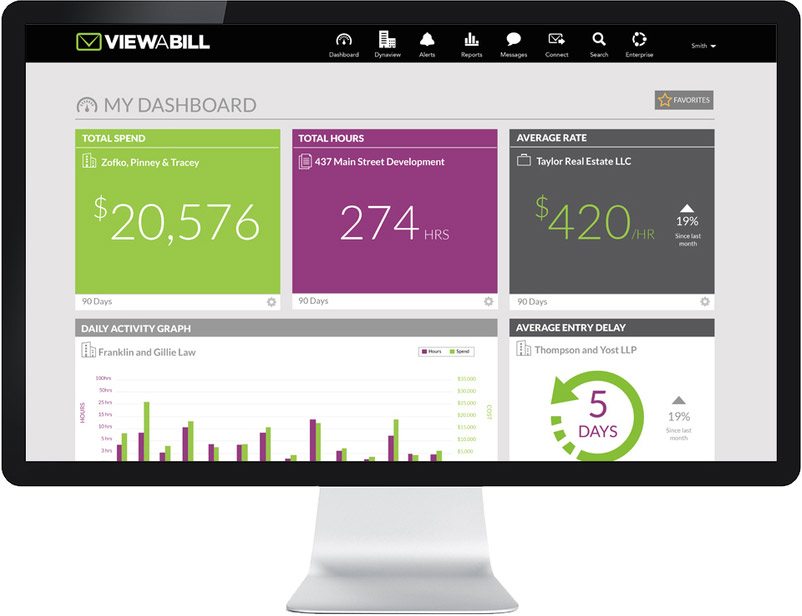 VIEWABILL
Dashboard Dynaview Alerts Reports Messages Connect Search Enterprise Smith
MY DASHBOARD
FAVORITES
TOTAL SPEND
Zofko, Pinney & Tracey
$20,576
90 Days
TOTAL HOURS
437 Main Street Development
274 HRS
90 Days
AVERAGE RATE
Taylor Real Estate LLC
$420/HR
19%
Since last
month
90 Days
DAILY ACTIVITY GRAPH
Franklin and Gillie Law
Hours Spend
HOURS
100hrs
30hrs
25 hrs
15 hrs
10 hrs
5 hrs
3 hrs
$35,000
$30,000
$25,000
$20,000
$15,000
$10,000
$5,000
COST
AVERAGE ENTRY DELAY
Thompson and Yost LLP
5
DAYS
19%
Since last
month